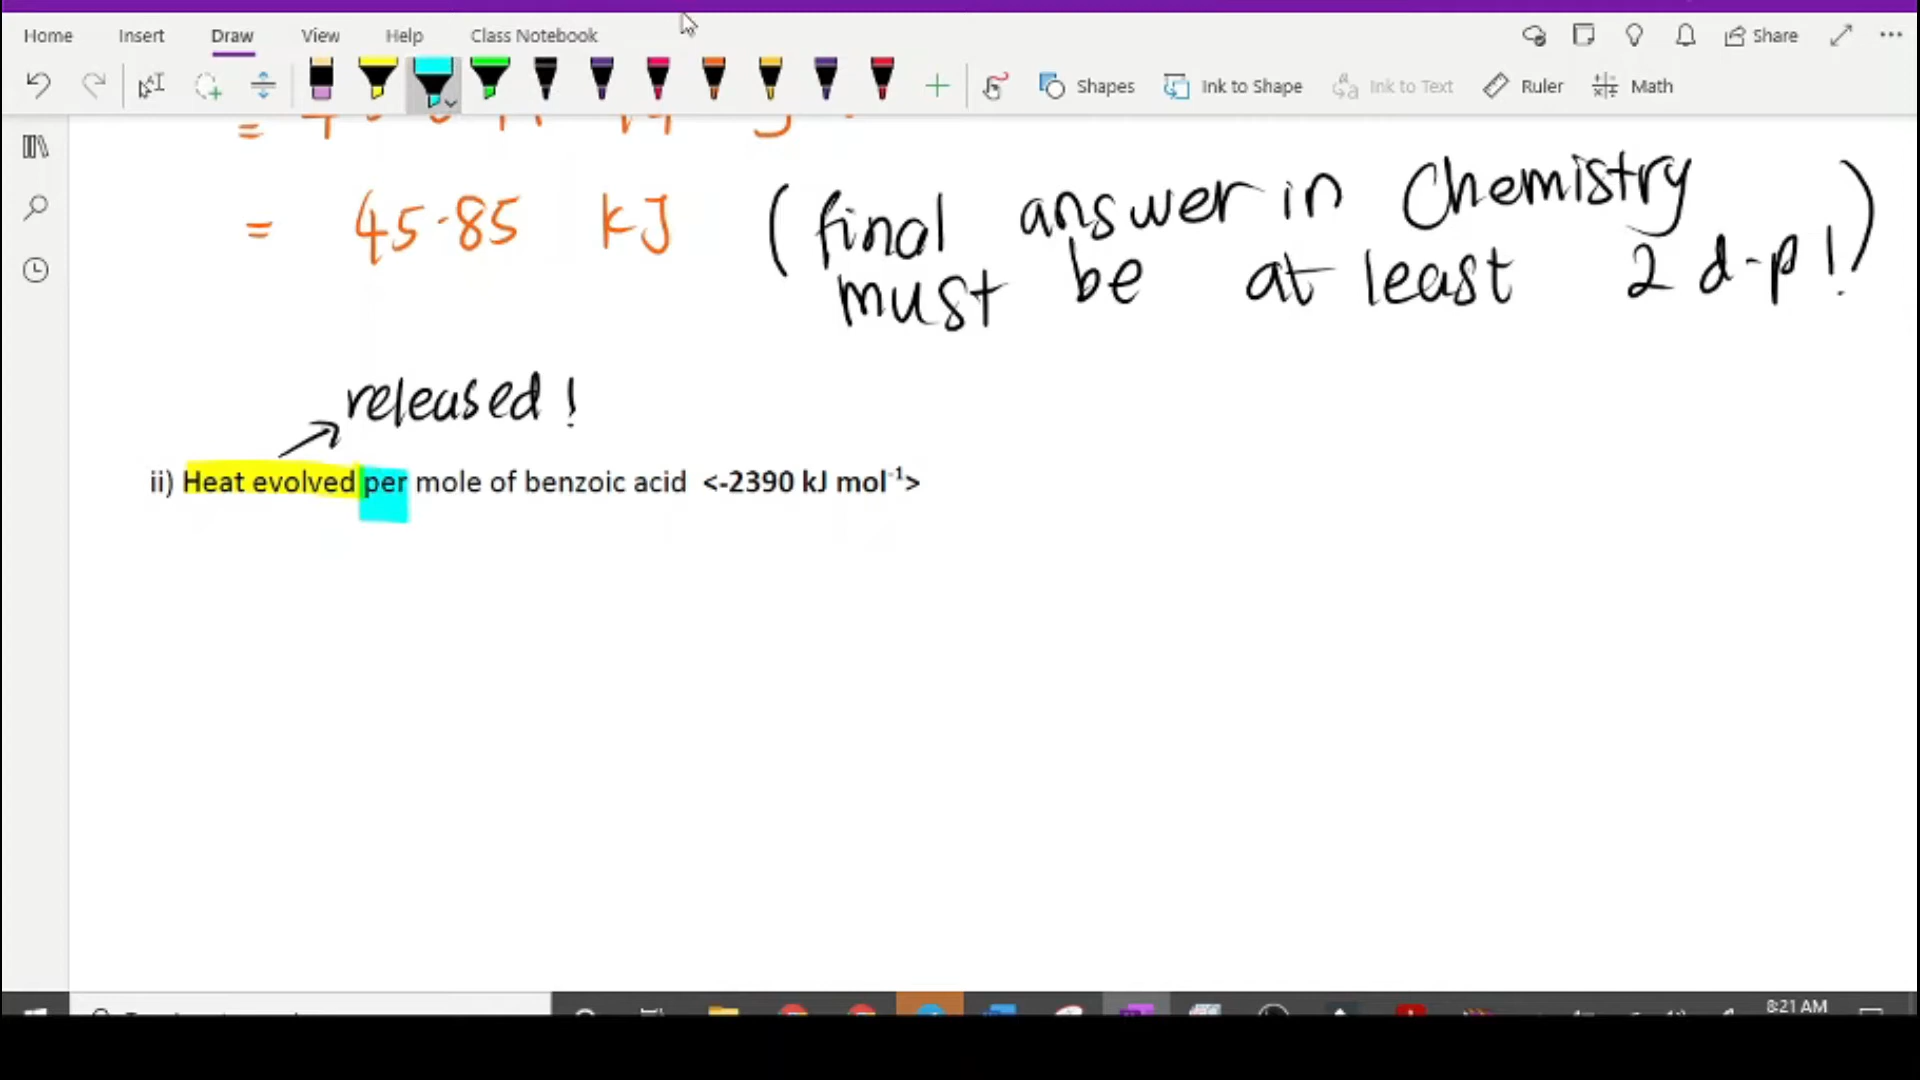 Home Insert Draw View Help Class Notebook Share
Shapes Ink to Shape Ink to Text Ruler Math
= 45.85 kJ (final answer in Chemistry
must be at least 2 d-p!)
released!
ii) Heat evolved per mole of benzoic acid <-2390 kJ mol⁻¹>
8:21 AM